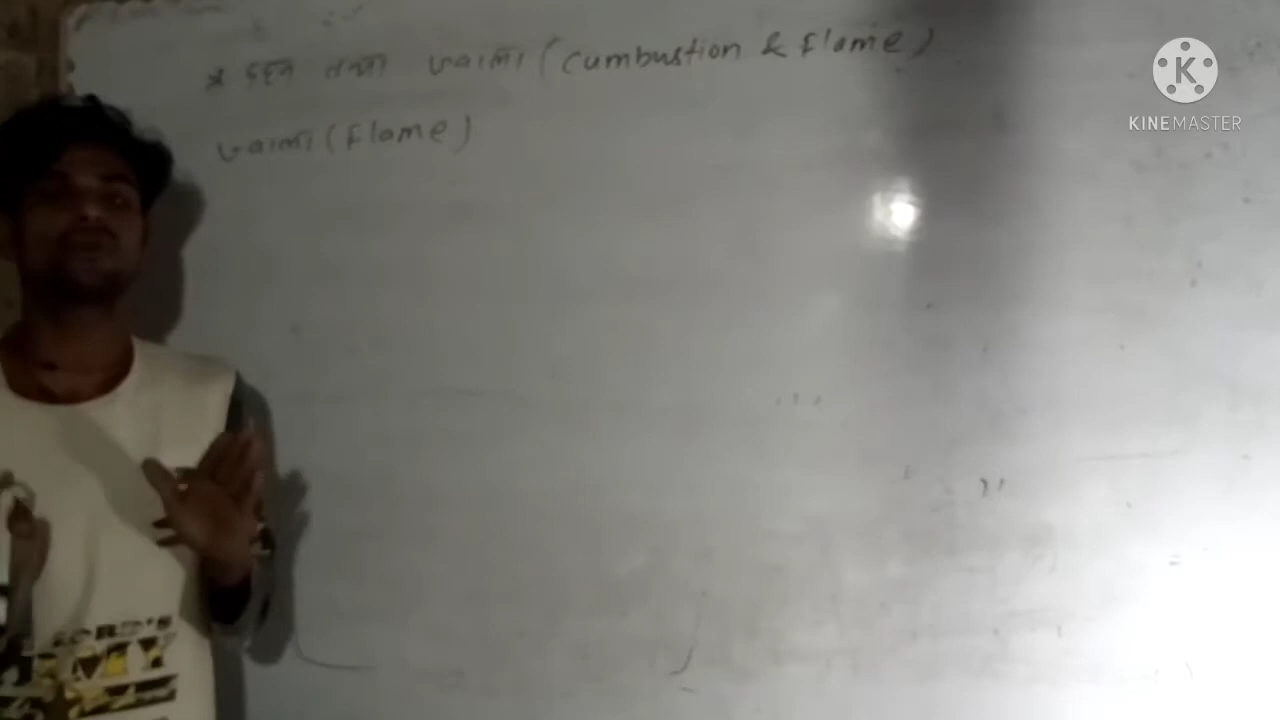 * दहन तथा ज्वाला (Cumbustion & Flame)
ज्वाला (Flame)
KINEMASTER